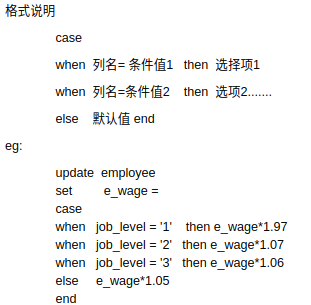 格式说明
case
when 列名= 条件值1 then 选择项1
when 列名=条件值2 then 选项2.......
else 默认值 end
eg:
update employee
set e_wage =
case
when job_level = '1' then e_wage*1.97
when job_level = '2' then e_wage*1.07
when job_level = '3' then e_wage*1.06
else e_wage*1.05
end